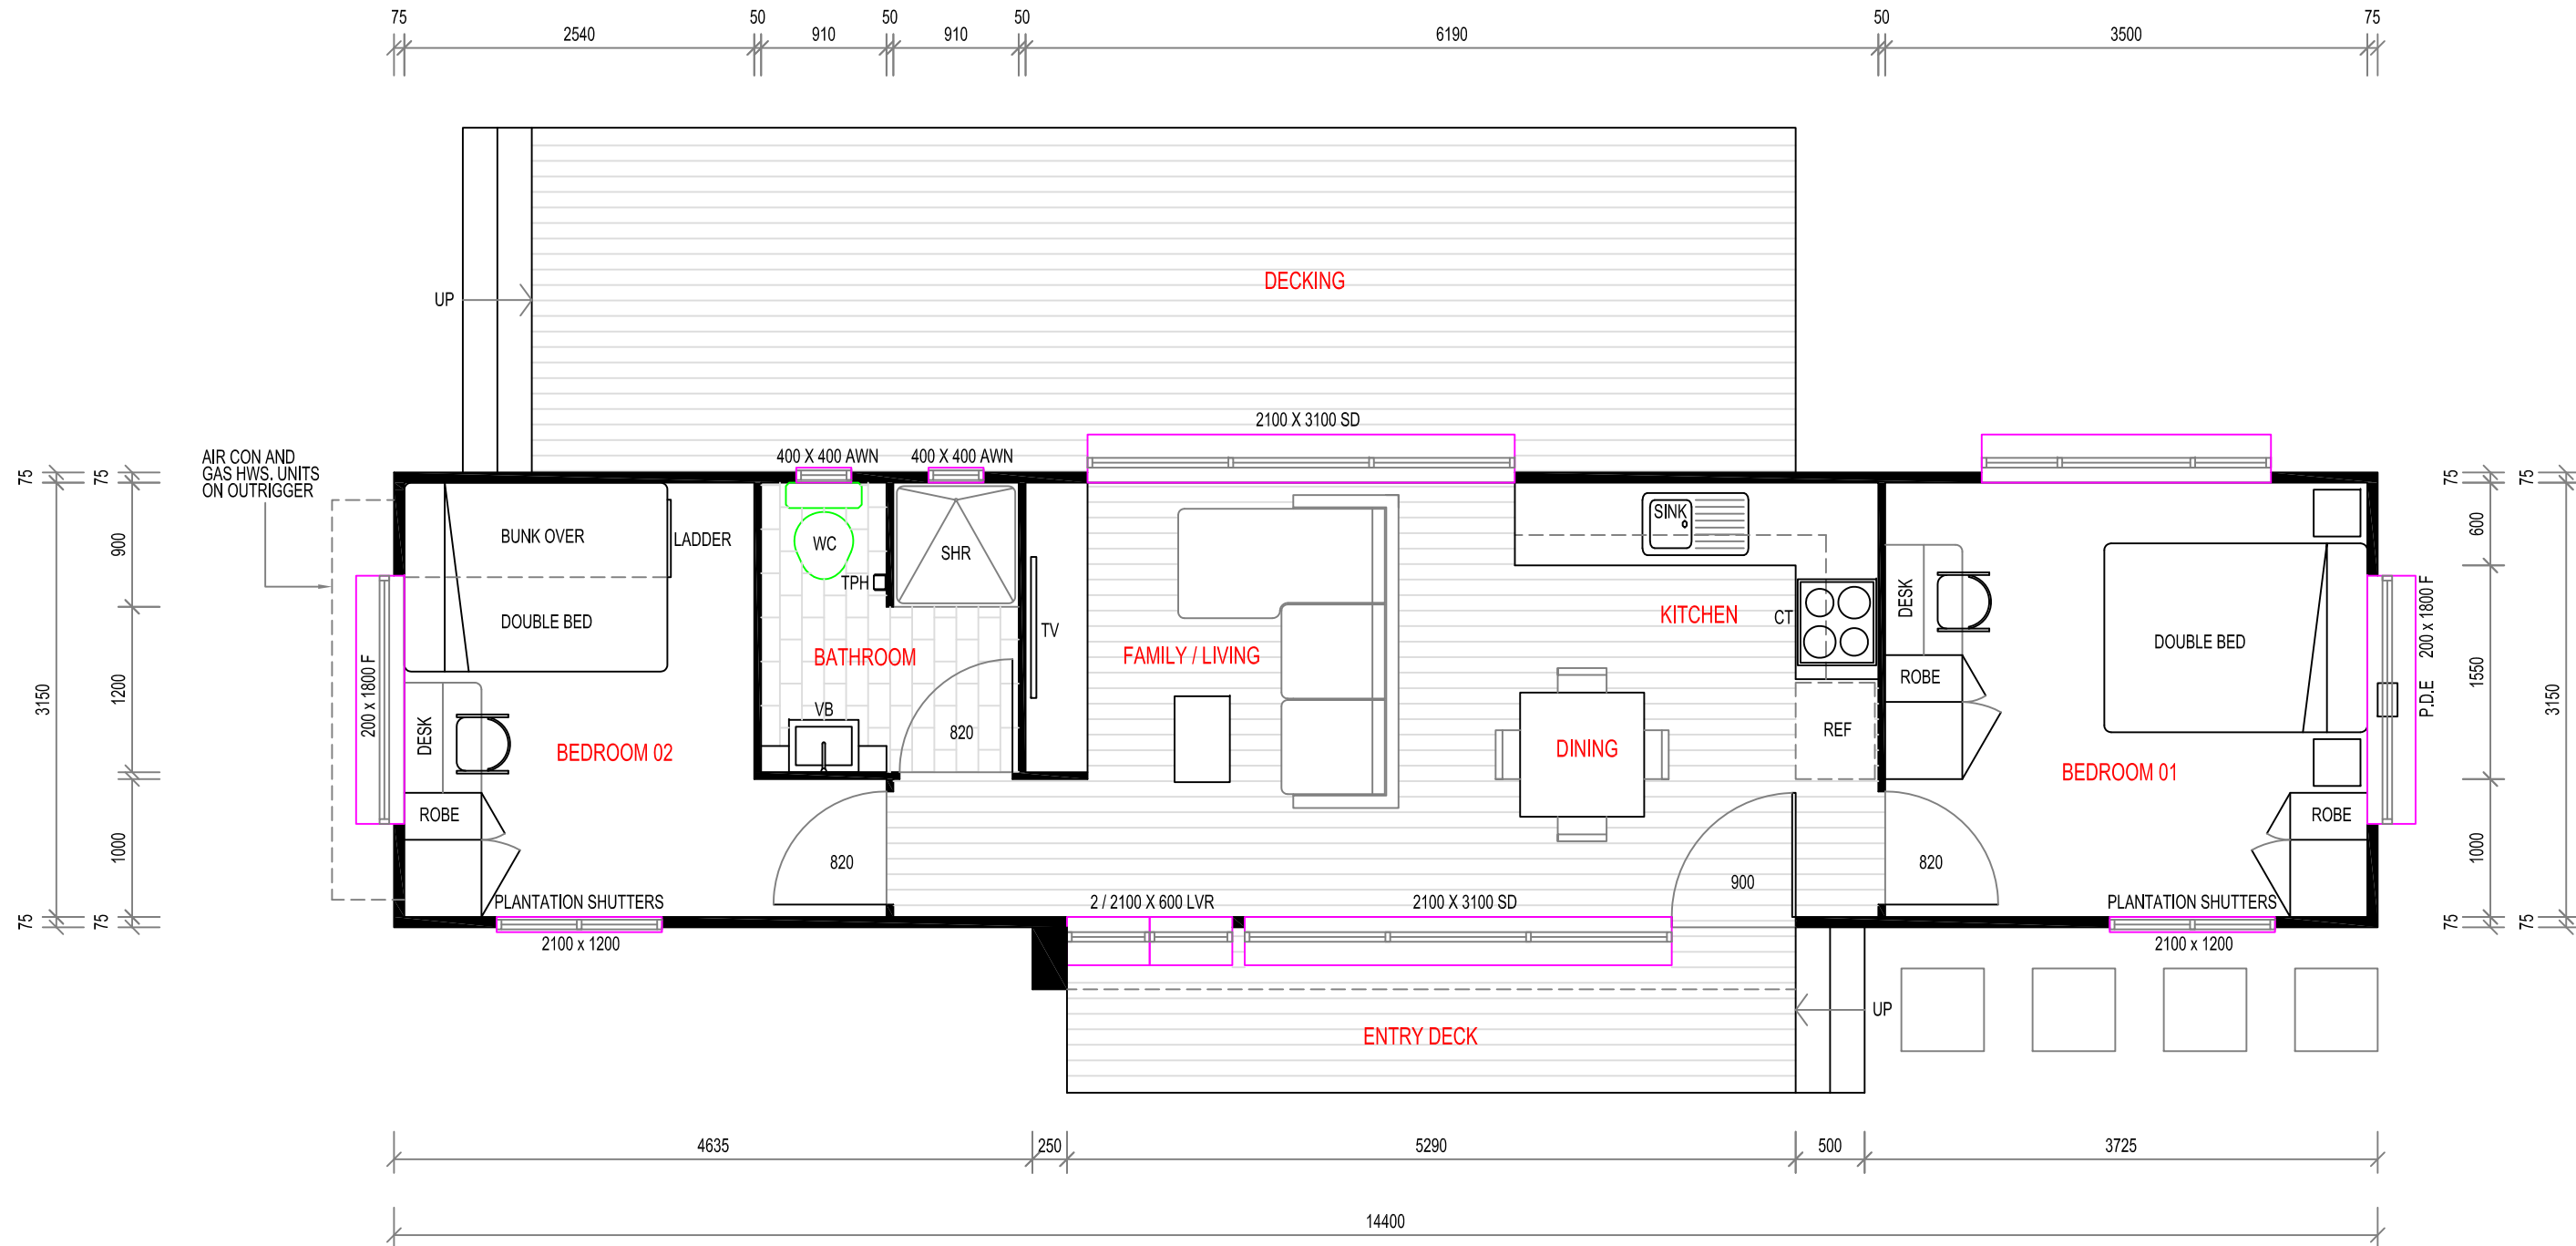 75
50
50
50
50
75
2540
910
910
6190
3500
DECKING
UP
2100 X 3100 SD
AIR CON AND
GAS HWS. UNITS
ON OUTRIGGER
400 X 400 AWN
400 X 400 AWN
75
75
75
75
900
600
3150
1200
1550
3150
1000
1000
75
75
75
75
BUNK OVER
LADDER
DOUBLE BED
200 x 1800 F
DESK
BEDROOM 02
ROBE
PLANTATION SHUTTERS
2100 x 1200
820
WC
TPH
SHR
BATHROOM
VB
820
TV
FAMILY / LIVING
SINK
KITCHEN
CT
REF
DINING
900
2 / 2100 X 600 LVR
2100 X 3100 SD
DESK
ROBE
DOUBLE BED
200 x 1800 F
P.D.E
BEDROOM 01
ROBE
820
PLANTATION SHUTTERS
2100 x 1200
UP
ENTRY DECK
4635
250
5290
500
3725
14400